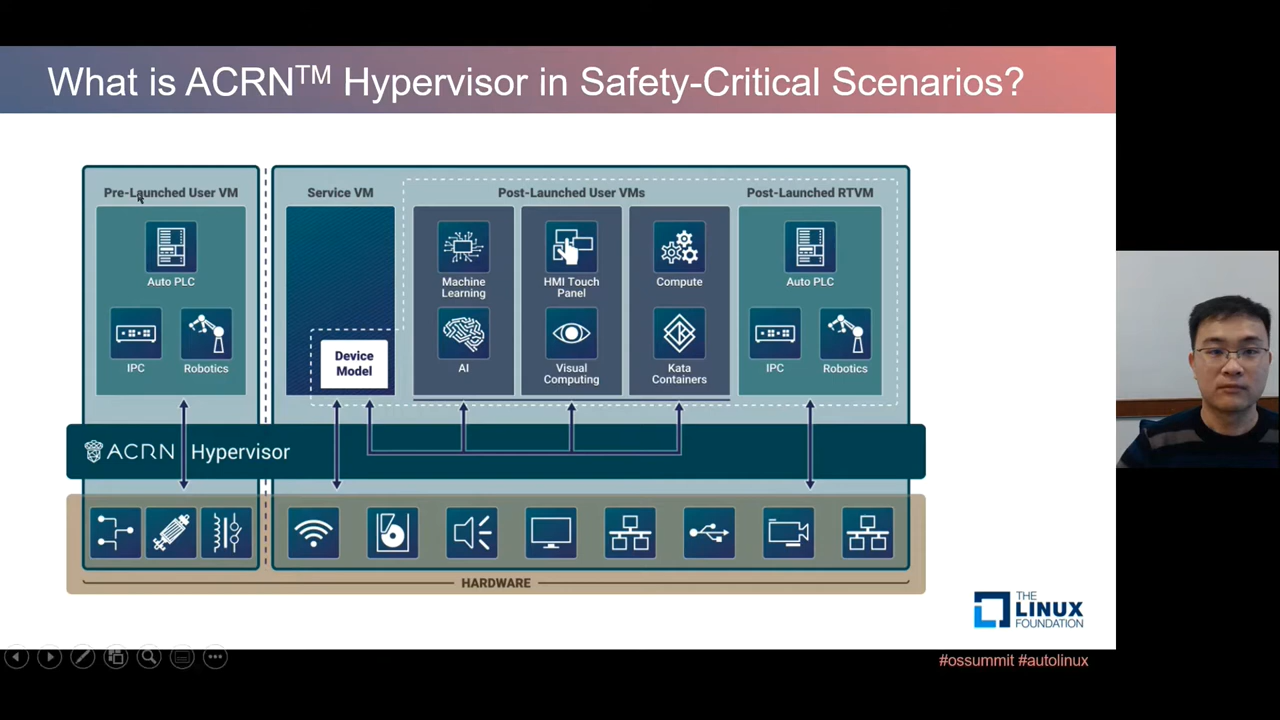 What is ACRN™ Hypervisor in Safety-Critical Scenarios?
Pre-Launched User VM
Auto PLC
IPC
Robotics
Service VM
Device
Model
Post-Launched User VMs
Machine
Learning
HMI Touch
Panel
Compute
AI
Visual
Computing
Kata
Containers
Post-Launched RTVM
Auto PLC
IPC
Robotics
ACRN Hypervisor
HARDWARE
THE
LINUX
FOUNDATION
#ossummit #autolinux